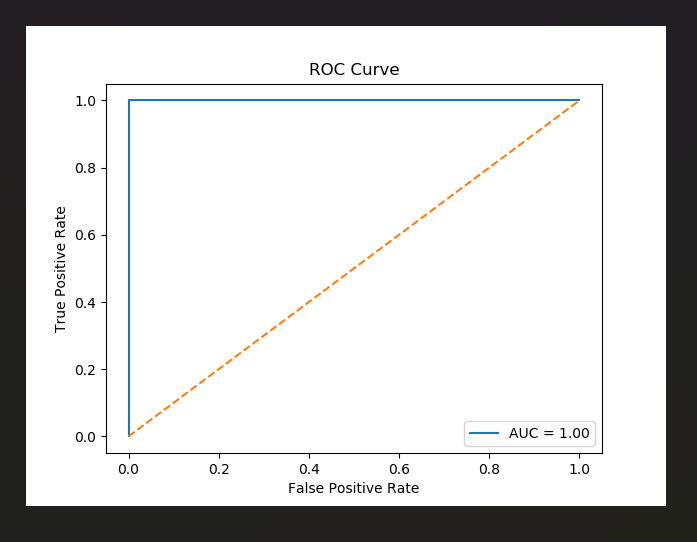 ROC Curve
1.0
0.8
0.6
0.4
0.2
0.0
True Positive Rate
AUC = 1.00
0.0 0.2 0.4 0.6 0.8 1.0
False Positive Rate